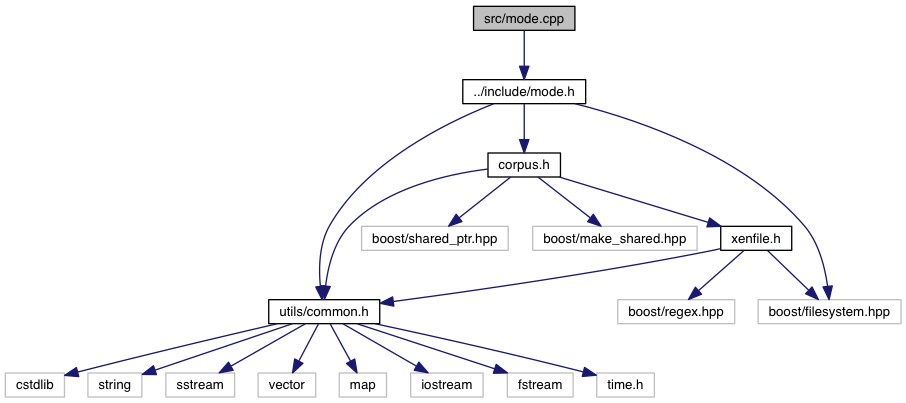 src/mode.cpp
../include/mode.h
corpus.h
boost/shared_ptr.hpp
boost/make_shared.hpp
xenfile.h
utils/common.h
boost/regex.hpp
boost/filesystem.hpp
cstdlib
string
sstream
vector
map
iostream
fstream
time.h